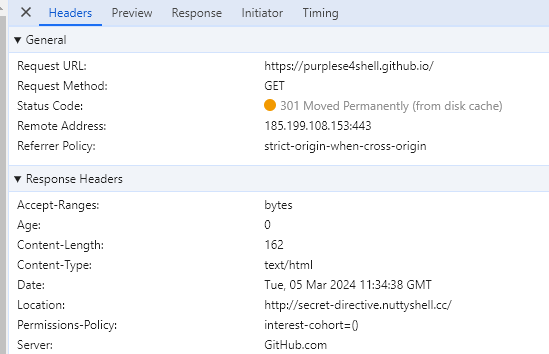 Headers Preview Response Initiator Timing
General
Request URL: https://purplese4shell.github.io/
Request Method: GET
Status Code: 301 Moved Permanently (from disk cache)
Remote Address: 185.199.108.153:443
Referrer Policy: strict-origin-when-cross-origin
Response Headers
Accept-Ranges: bytes
Age: 0
Content-Length: 162
Content-Type: text/html
Date: Tue, 05 Mar 2024 11:34:38 GMT
Location: http://secret-directive.nuttyshell.cc/
Permissions-Policy: interest-cohort=()
Server: GitHub.com